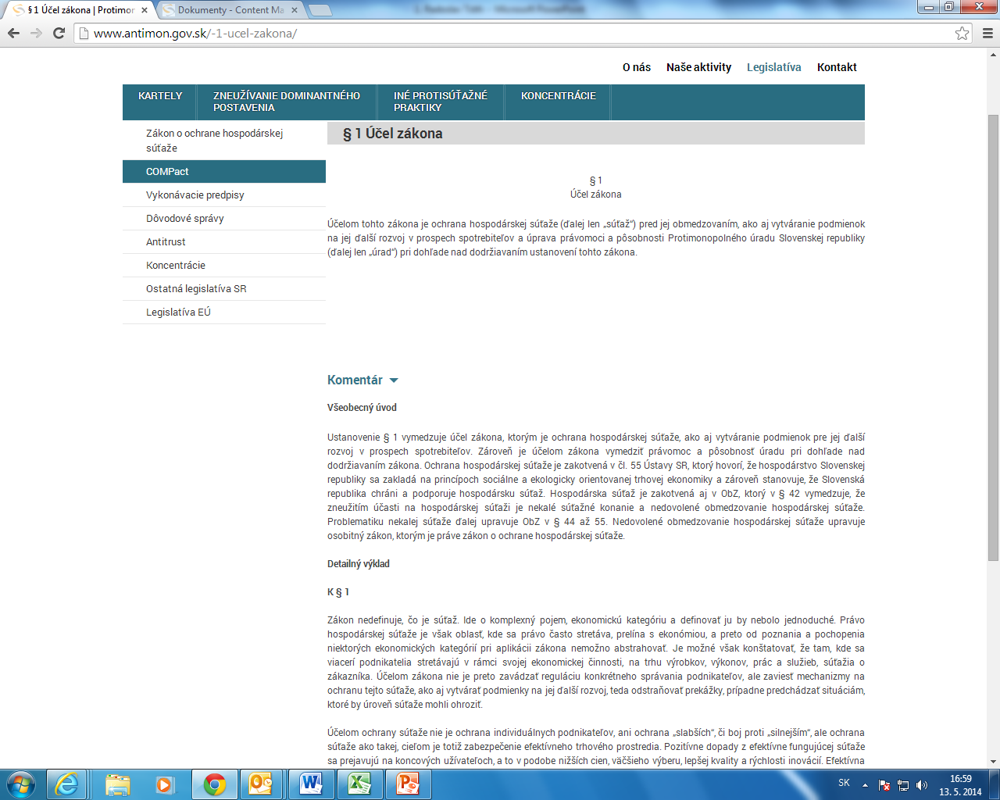 § 1 Účel zákona | Protimor
Dokumenty - Content Ma
www.antimon.gov.sk/-1-ucel-zakona/
O nás Naše aktivity Legislatíva Kontakt
KARTELY
ZNEUŽÍVANIE DOMINANTNÉHO
POSTAVENIA
INÉ PROTISÚŤAŽNÉ
PRAKTIKY
KONCENTRÁCIE
Zákon o ochrane hospodárskej
súťaže
COMPact
Vykonávacie predpisy
Dôvodové správy
Antitrust
Koncentrácie
Ostatná legislatíva SR
Legislatíva EÚ
§ 1 Účel zákona
§ 1
Účel zákona
Účelom tohto zákona je ochrana hospodárskej súťaže (ďalej len „súťaž“) pred jej obmedzovaním, ako aj vytváranie podmienok
na jej ďalší rozvoj v prospech spotrebiteľov a úprava právomoci a pôsobnosti Protimonopolného úradu Slovenskej republiky
(ďalej len „úrad“) pri dohľade nad dodržiavaním ustanovení tohto zákona.
Komentár
Všeobecný úvod
Ustanovenie § 1 vymedzuje účel zákona, ktorým je ochrana hospodárskej súťaže, ako aj vytváranie podmienok pre jej ďalší
rozvoj v prospech spotrebiteľov. Zároveň je účelom zákona vymedziť právomoc a pôsobnosť úradu pri dohľade nad
dodržiavaním zákona. Ochrana hospodárskej súťaže je zakotvená v čl. 55 Ústavy SR, ktorý hovorí, že hospodárstvo Slovenskej
republiky sa zakladá na princípoch sociálne a ekologicky orientovanej trhovej ekonomiky a zároveň stanovuje, že Slovenská
republika chráni a podporuje hospodársku súťaž. Hospodárska súťaž je zakotvená aj v ObZ, ktorý v § 42 vymedzuje, že
zneužitím účasti na hospodárskej súťaži je nekalé súťažné konanie a nedovolené obmedzovanie hospodárskej súťaže.
Problematiku nekalej súťaže ďalej upravuje ObZ v § 44 až 55. Nedovolené obmedzovanie hospodárskej súťaže upravuje
osobitný zákon, ktorým je práve zákon o ochrane hospodárskej súťaže.
Detailný výklad
K § 1
Zákon nedefinuje, čo je súťaž. Ide o komplexný pojem, ekonomickú kategóriu a definovať ju by nebolo jednoduché. Právo
hospodárskej súťaže je však oblasť, kde sa právo často stretáva, prelína s ekonómiou, a preto od poznania a pochopenia
niektorých ekonomických kategórií pri aplikácii zákona nemožno abstrahovať. Je možné však konštatovať, že tam, kde sa
viacerí podnikatelia stretávajú v rámci svojej ekonomickej činnosti, na trhu výrobkov, výkonov, prác a služieb, súťažia o
zákazníka. Účelom zákona nie je preto zavádzať reguláciu konkrétneho správania podnikateľov, ale zaviesť mechanizmy na
ochranu tejto súťaže, ako aj vytvárať podmienky na jej ďalší rozvoj, teda odstraňovať prekážky, prípadne predchádzať situáciám,
ktoré by úroveň súťaže mohli ohroziť.
Účelom ochrany súťaže nie je ochrana individuálnych podnikateľov, ani ochrana „slabších“, či boj proti „silnejším“, ale ochrana
súťaže ako takej, cieľom je totiž zabezpečenie efektívneho trhového prostredia. Pozitívne dopady z efektívne fungujúcej súťaže
sa prejavujú na koncových užívateľoch, a to v podobe nižších cien, väčšieho výberu, lepšej kvality a rýchlosti inovácií. Efektívna
SK
16:59
13. 5. 2014